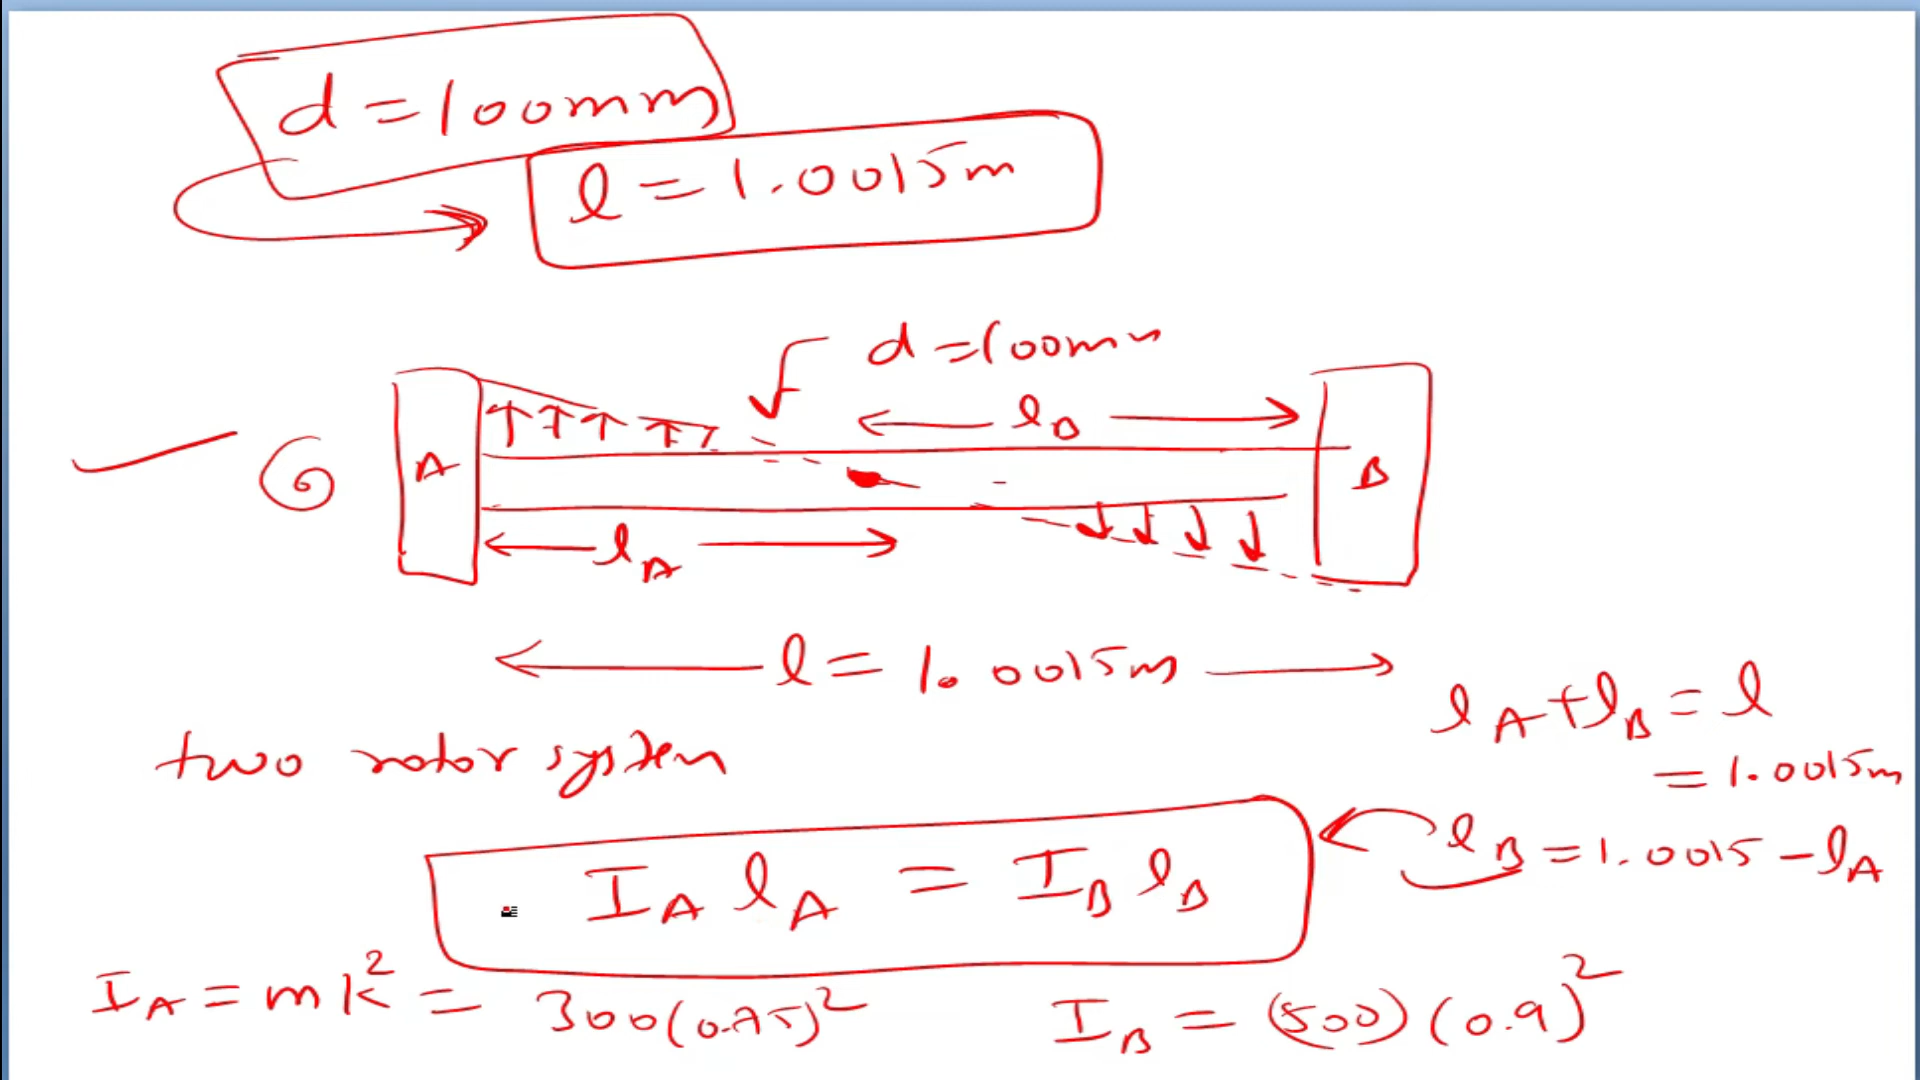 d = 100mm
l = 1.0015m
d = 100mm
l_B
A
B
l_A
l = 1.0015m
l_A + l_B = l
= 1.0015m
two rotor system
l_B = 1.0015 - l_A
I_A l_A = I_B l_B
I_A = mk² = 300(0.75)²
I_B = (500)(0.9)²